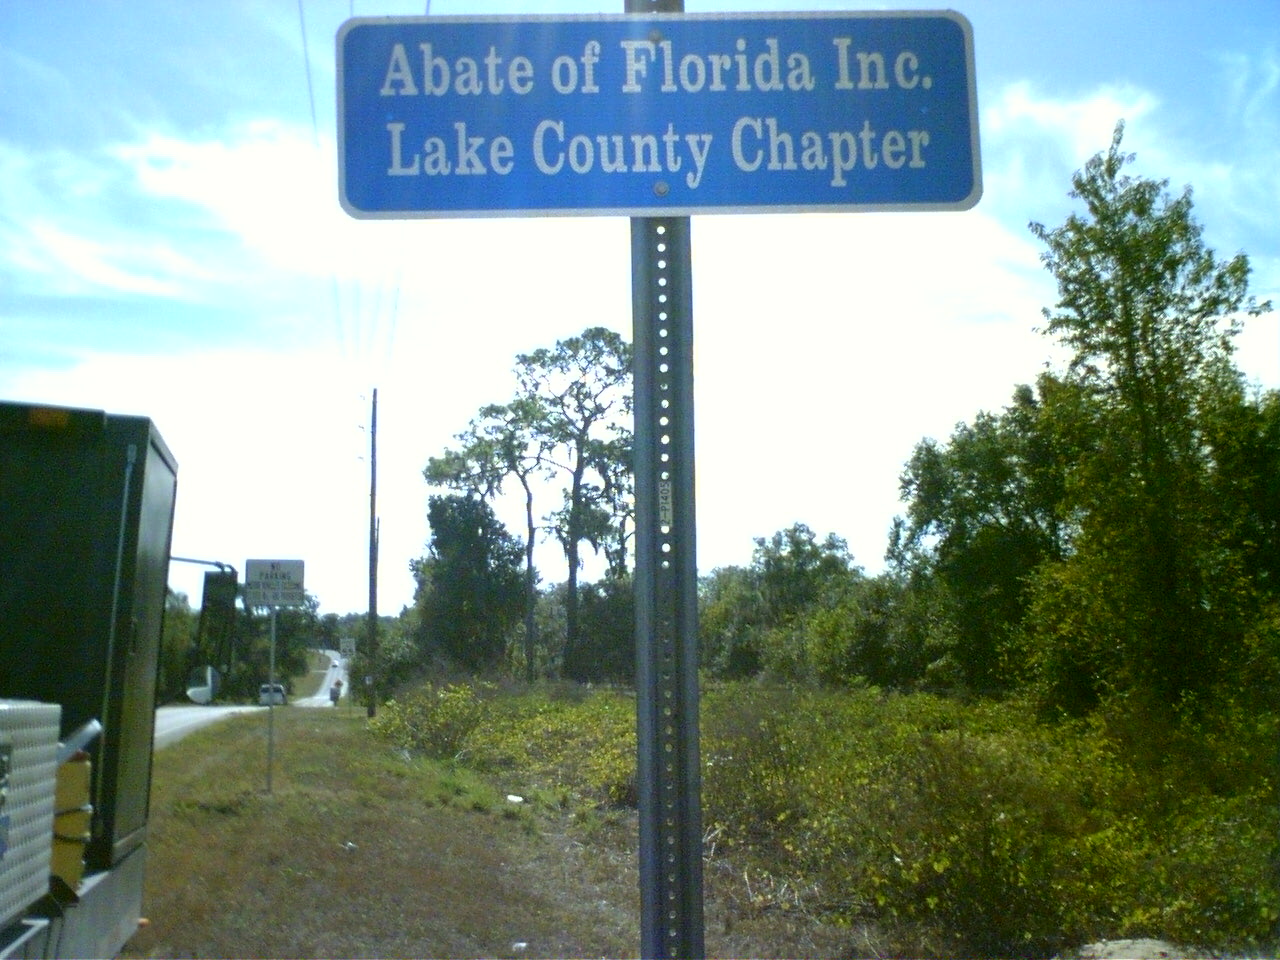 Abate of Florida Inc.
Lake County Chapter
NO
PARKING